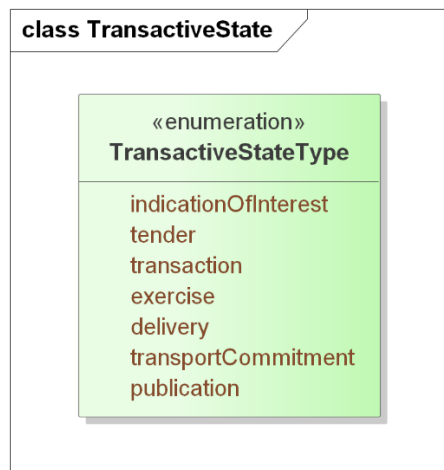 class TransactiveState
«enumeration»
TransactiveStateType
indicationOfInterest
tender
transaction
exercise
delivery
transportCommitment
publication